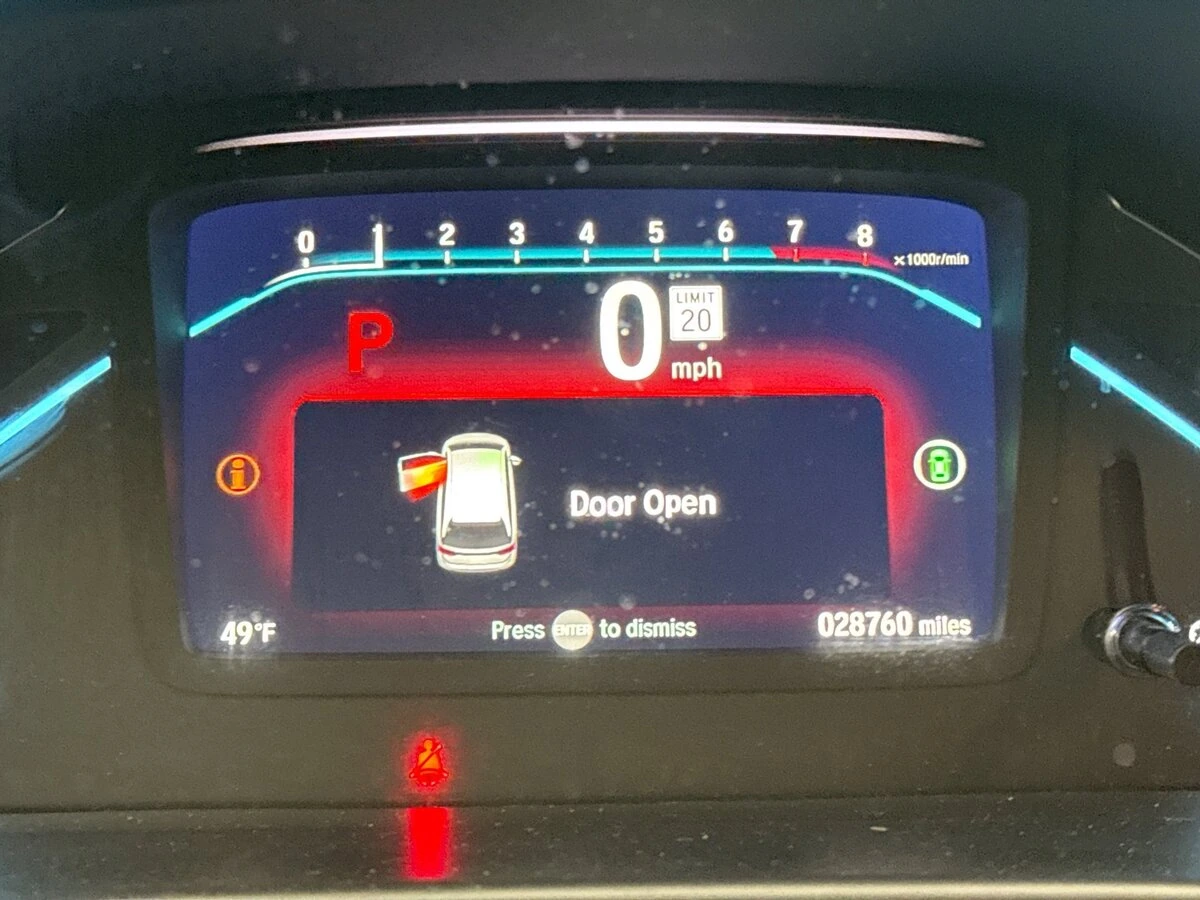 0 1 2 3 4 5 6 7 8 ×1000r/min
P
0 mph
LIMIT
20
i
Door Open
49°F
Press ENTER to dismiss
028760 miles